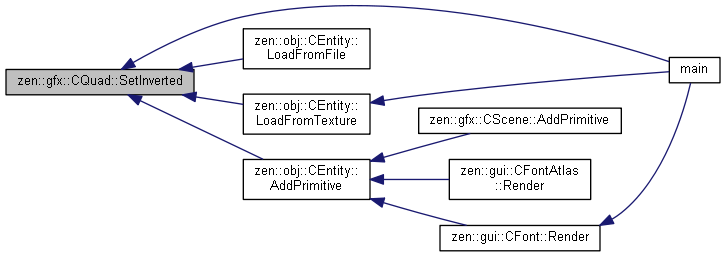 zen::gfx::CQuad::SetInverted
zen::obj::CEntity::
LoadFromFile
zen::obj::CEntity::
LoadFromTexture
zen::obj::CEntity::
AddPrimitive
main
zen::gfx::CScene::AddPrimitive
zen::gui::CFontAtlas
::Render
zen::gui::CFont::Render